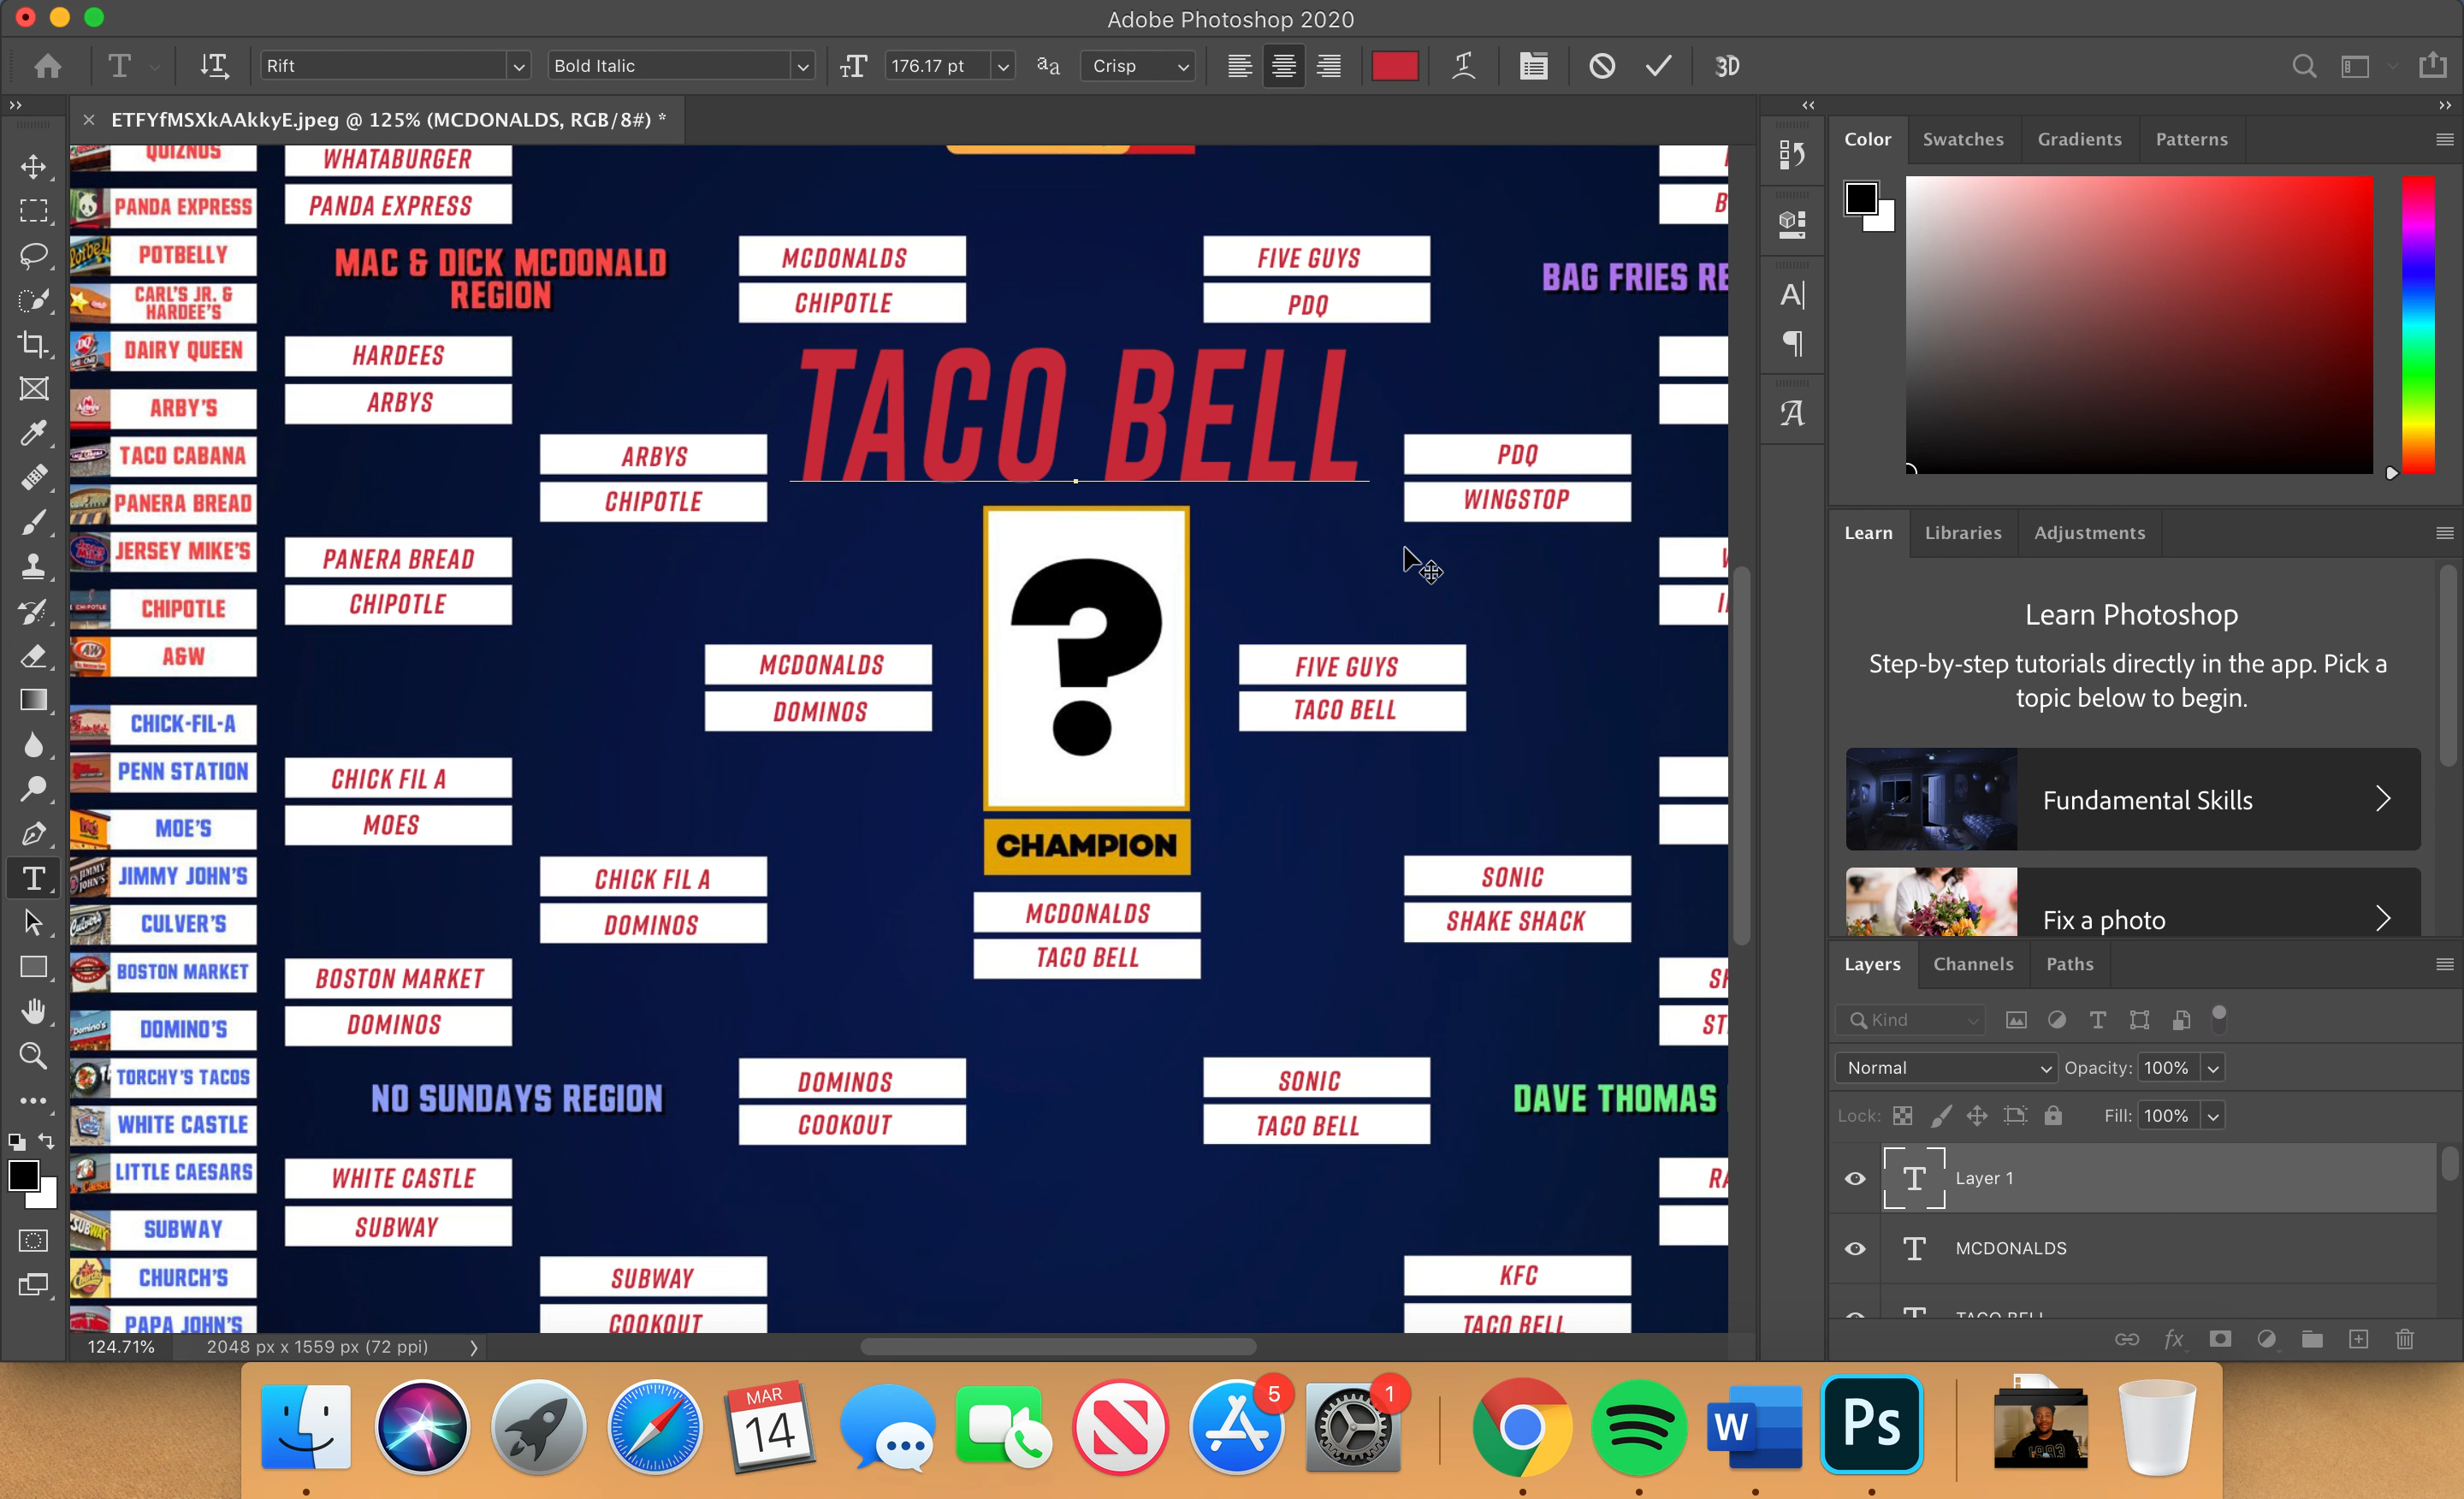 Adobe Photoshop 2020
Rift
Bold Italic
176.17 pt
Crisp
3D
ETFYfMSXkAAkkyE.jpeg @ 125% (MCDONALDS, RGB/8#) *
QUIZNOS
PANDA EXPRESS
POTBELLY
CARL'S JR. &
HARDEE'S
DAIRY QUEEN
ARBY'S
TACO CABANA
PANERA BREAD
JERSEY MIKE'S
CHIPOTLE
A&W
CHICK-FIL-A
PENN STATION
MOE'S
JIMMY JOHN'S
CULVER'S
BOSTON MARKET
DOMINO'S
TORCHY'S TACOS
WHITE CASTLE
LITTLE CAESARS
SUBWAY
CHURCH'S
PAPA JOHN'S
WHATABURGER
PANDA EXPRESS
MAC & DICK MCDONALD
REGION
HARDEES
ARBYS
PANERA BREAD
CHIPOTLE
CHICK FIL A
MOES
BOSTON MARKET
DOMINOS
NO SUNDAYS REGION
WHITE CASTLE
SUBWAY
ARBYS
CHIPOTLE
CHICK FIL A
DOMINOS
SUBWAY
COOKOUT
MCDONALDS
CHIPOTLE
MCDONALDS
DOMINOS
DOMINOS
COOKOUT
TACO BELL
?
CHAMPION
MCDONALDS
TACO BELL
FIVE GUYS
PDQ
FIVE GUYS
TACO BELL
SONIC
TACO BELL
PDQ
WINGSTOP
SONIC
SHAKE SHACK
KFC
TACO BELL
BAG FRIES RE
DAVE THOMAS
B
SH
ST
RA
124.71%
2048 px x 1559 px (72 ppi)
Color
Swatches
Gradients
Patterns
Learn
Libraries
Adjustments
Learn Photoshop
Step-by-step tutorials directly in the app. Pick a
topic below to begin.
Fundamental Skills
Fix a photo
Layers
Channels
Paths
Kind
Normal
Opacity: 100%
Lock:
Fill: 100%
Layer 1
MCDONALDS
TACO BELL
fx
MAR
14
5
1
W
Ps